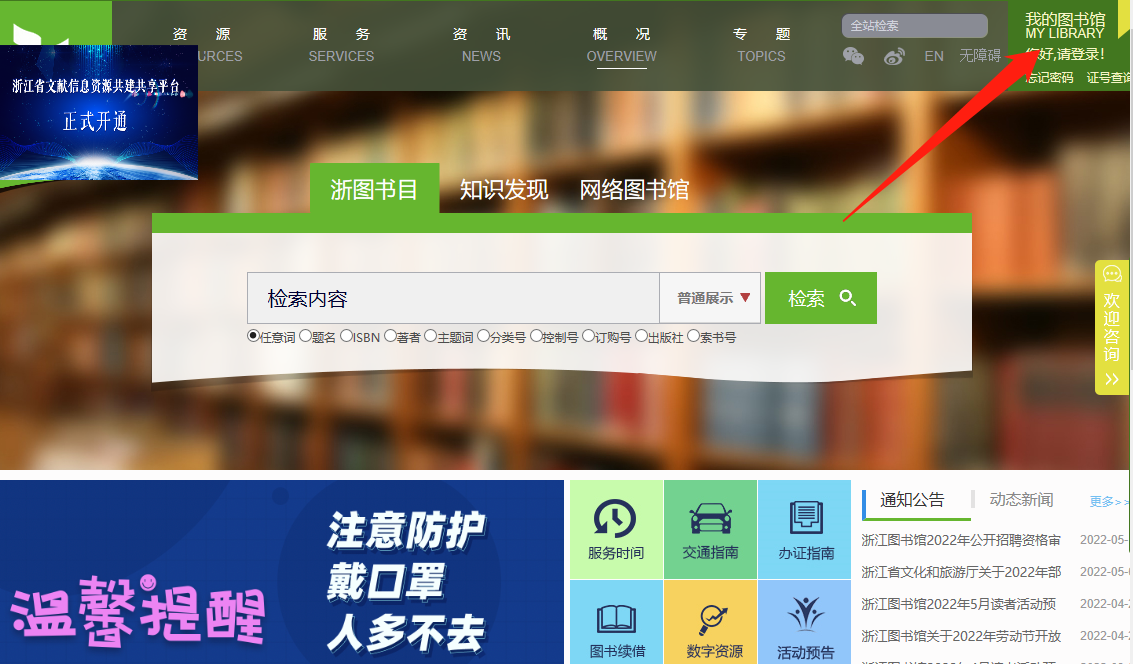 资 源
服 务
资 讯
概 况
专 题
URCES
SERVICES
NEWS
OVERVIEW
TOPICS
全站检索
EN 无障碍
我的图书馆
MY LIBRARY
您好,请登录!
忘记密码 证号查询
浙江省文献信息资源共建共享平台
正式开通
浙图书目 知识发现 网络图书馆
检索内容
普通展示▼
检索
任意词 题名 ISBN 著者 主题词 分类号 控制号 订购号 出版社 索书号
欢迎咨询
注意防护
戴口罩
人多不去
温馨提醒
服务时间
交通指南
办证指南
图书续借
数字资源
活动预告
通知公告 动态新闻 更多>>
浙江图书馆2022年公开招聘资格审 2022-05-
浙江省文化和旅游厅关于2022年部 2022-05-
浙江图书馆2022年5月读者活动预 2022-04-
浙江图书馆关于2022年劳动节开放 2022-04-